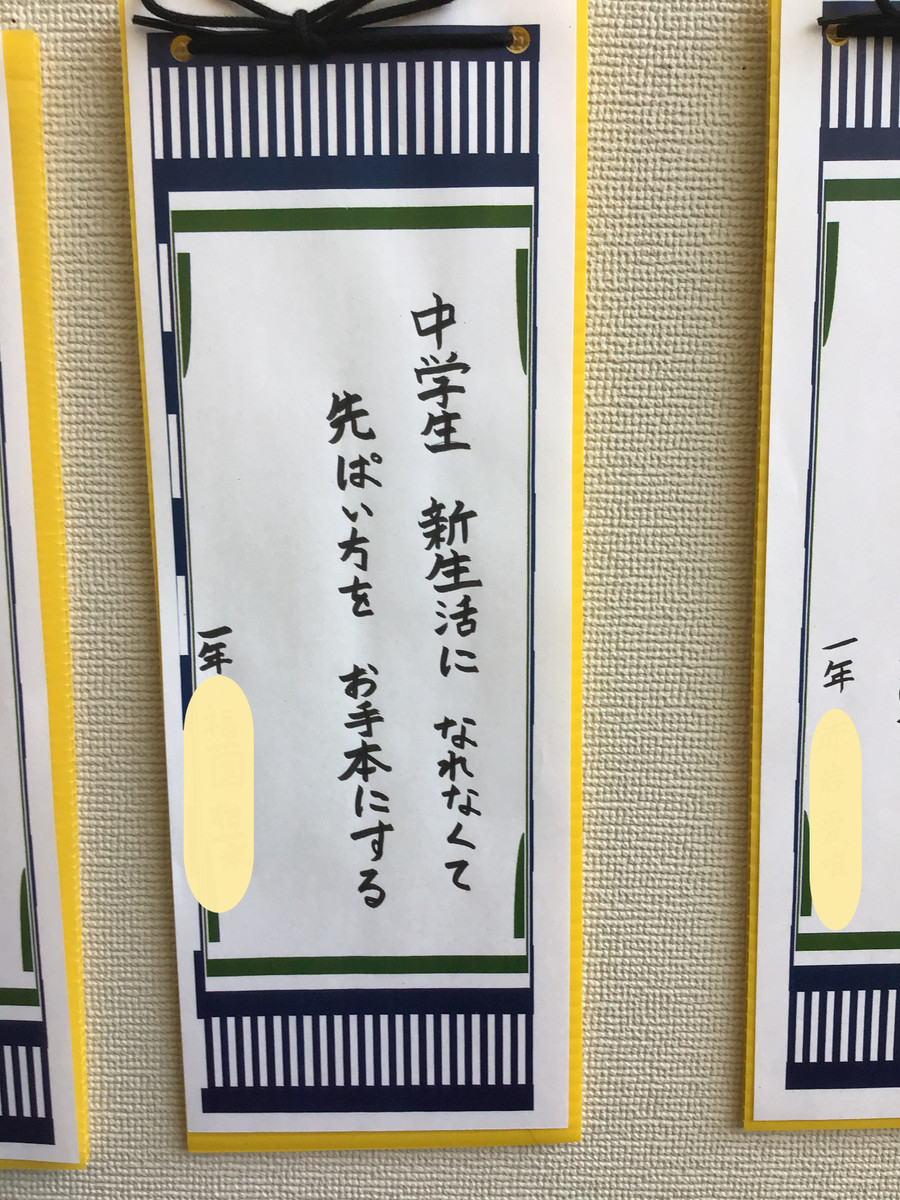 中学生　新生活に　なれなくて
先ぱい方を　お手本にする
一年
一年